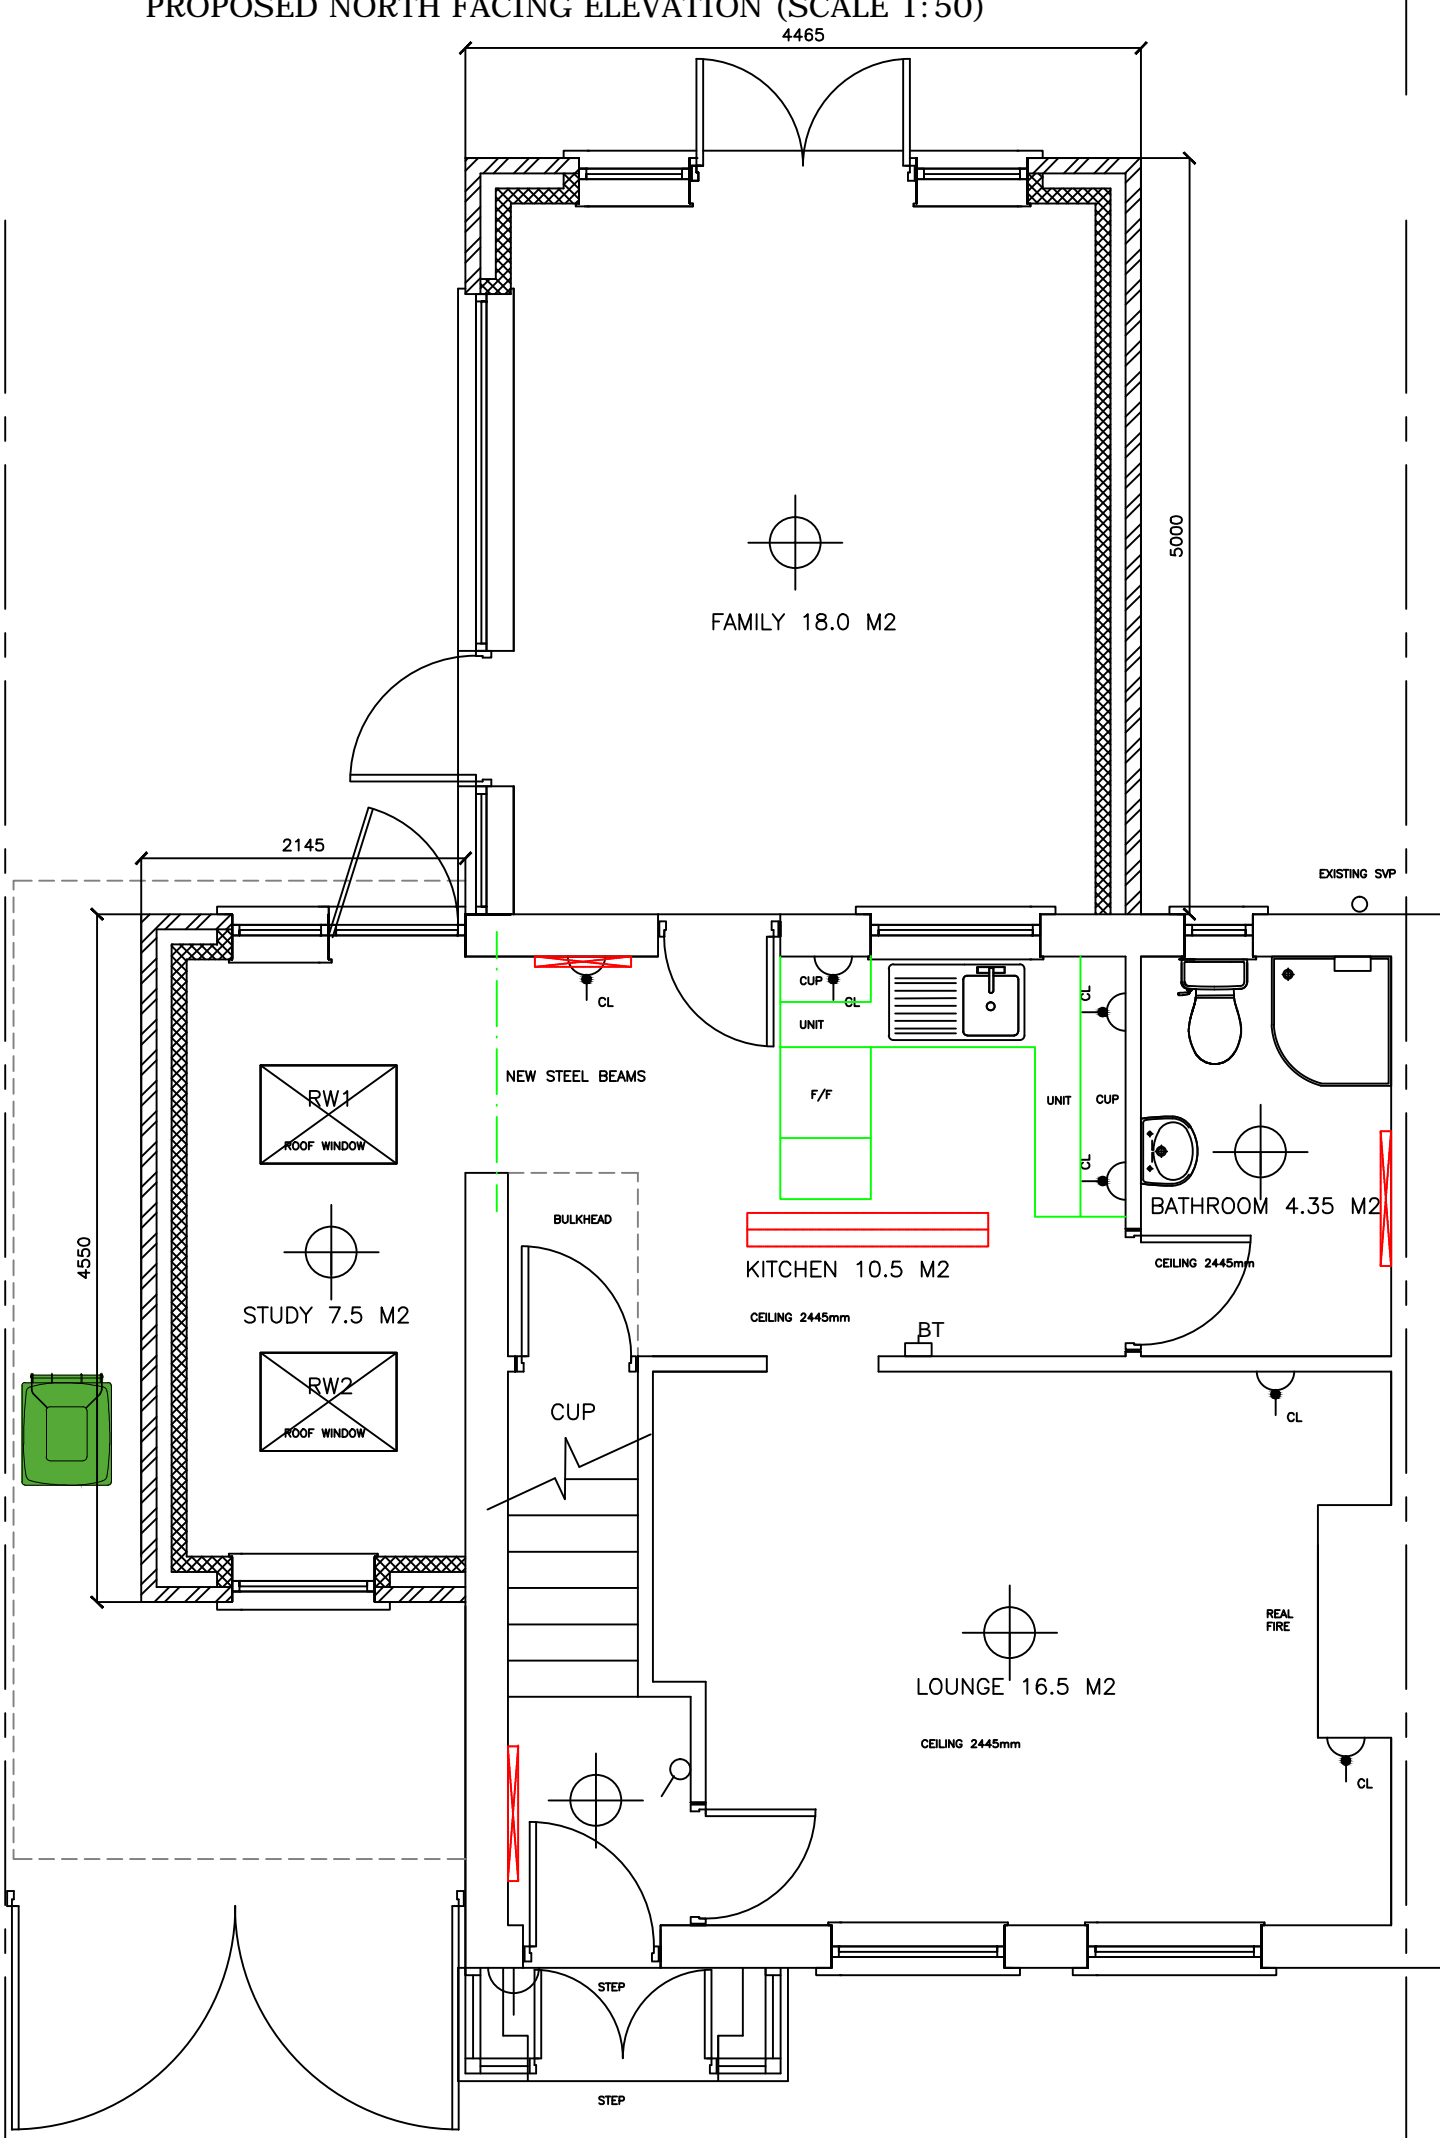 PROPOSED NORTH FACING ELEVATION (SCALE 1:50)
4465
5000
FAMILY 18.0 M2
2145
EXISTING SVP
CUP
CL
CL
CL
UNIT
NEW STEEL BEAMS
F/F
UNIT
CUP
RW1
ROOF WINDOW
CL
BATHROOM 4.35 M2
BULKHEAD
4550
CEILING 2445mm
KITCHEN 10.5 M2
STUDY 7.5 M2
CEILING 2445mm
BT
RW2
CUP
CL
ROOF WINDOW
REAL
FIRE
LOUNGE 16.5 M2
CEILING 2445mm
CL
STEP
STEP